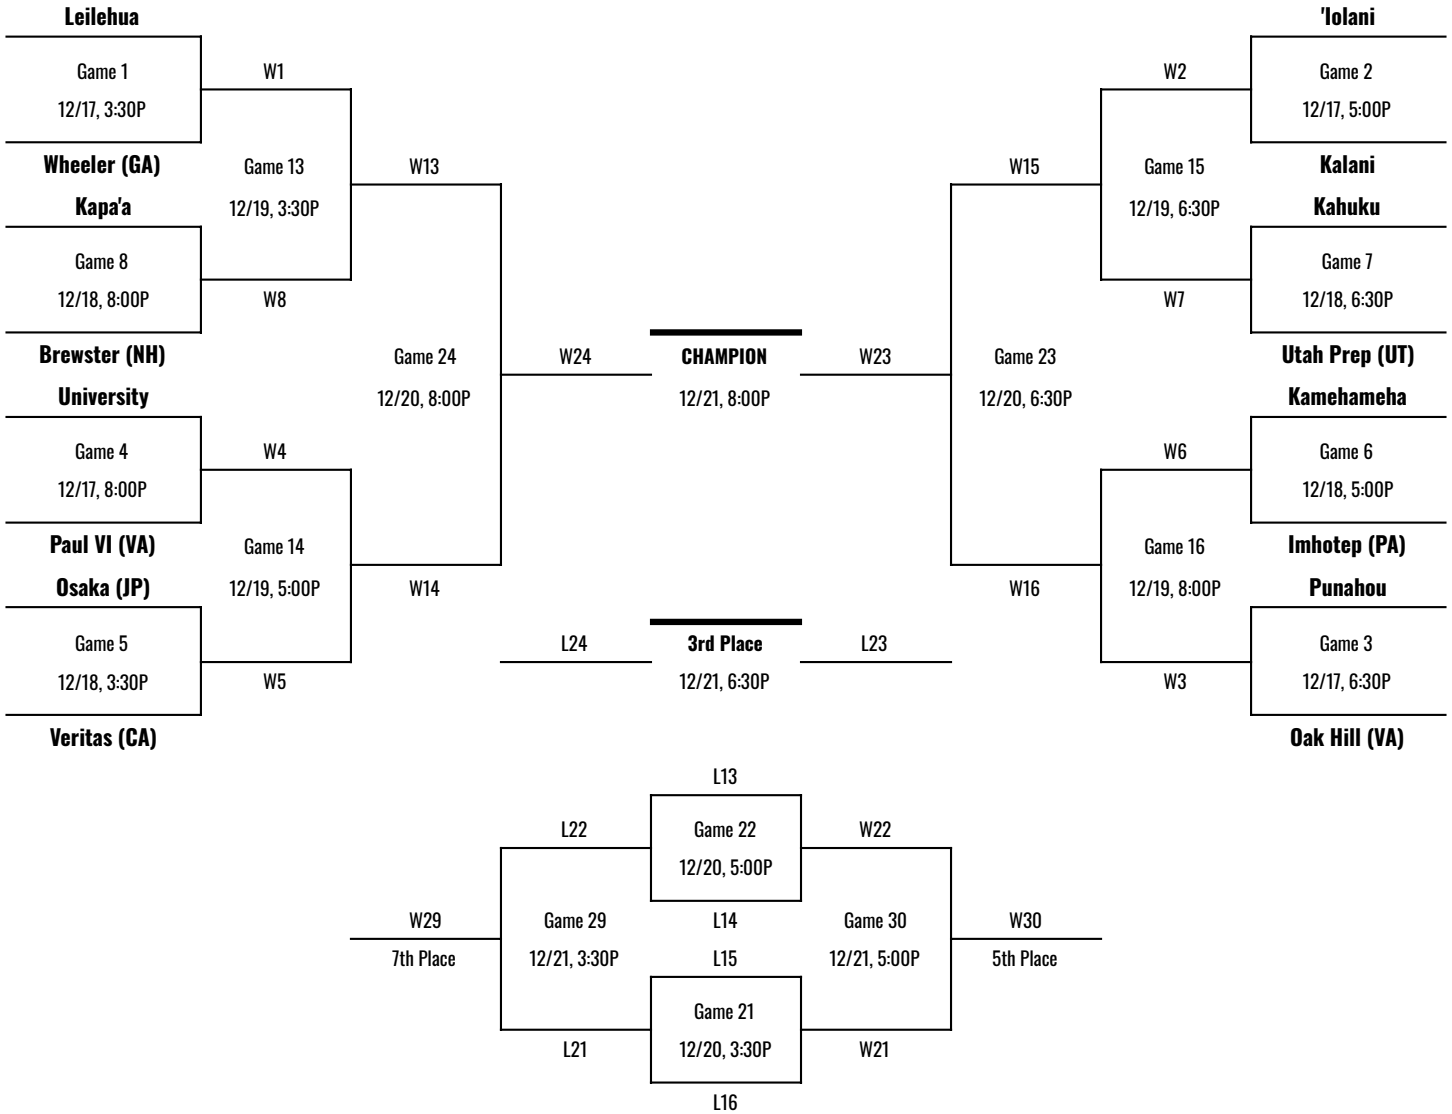 Leilehua
'Iolani
Game 1
W1
W2
Game 2
12/17, 3:30P
12/17, 5:00P
Wheeler (GA)
Game 13
W13
W15
Game 15
Kalani
Kapa'a
12/19, 3:30P
12/19, 6:30P
Kahuku
Game 8
Game 7
12/18, 8:00P
W8
W7
12/18, 6:30P
Brewster (NH)
Game 24
W24
CHAMPION
W23
Game 23
Utah Prep (UT)
University
12/20, 8:00P
12/21, 8:00P
12/20, 6:30P
Kamehameha
Game 4
W4
W6
Game 6
12/17, 8:00P
12/18, 5:00P
Paul VI (VA)
Game 14
Game 16
Imhotep (PA)
Osaka (JP)
12/19, 5:00P
W14
W16
12/19, 8:00P
Punahou
Game 5
L24
3rd Place
L23
Game 3
12/18, 3:30P
W5
12/21, 6:30P
W3
12/17, 6:30P
Veritas (CA)
Oak Hill (VA)
L13
L22
Game 22
W22
12/20, 5:00P
W29
Game 29
L14
Game 30
W30
7th Place
12/21, 3:30P
L15
12/21, 5:00P
5th Place
Game 21
L21
12/20, 3:30P
W21
L16